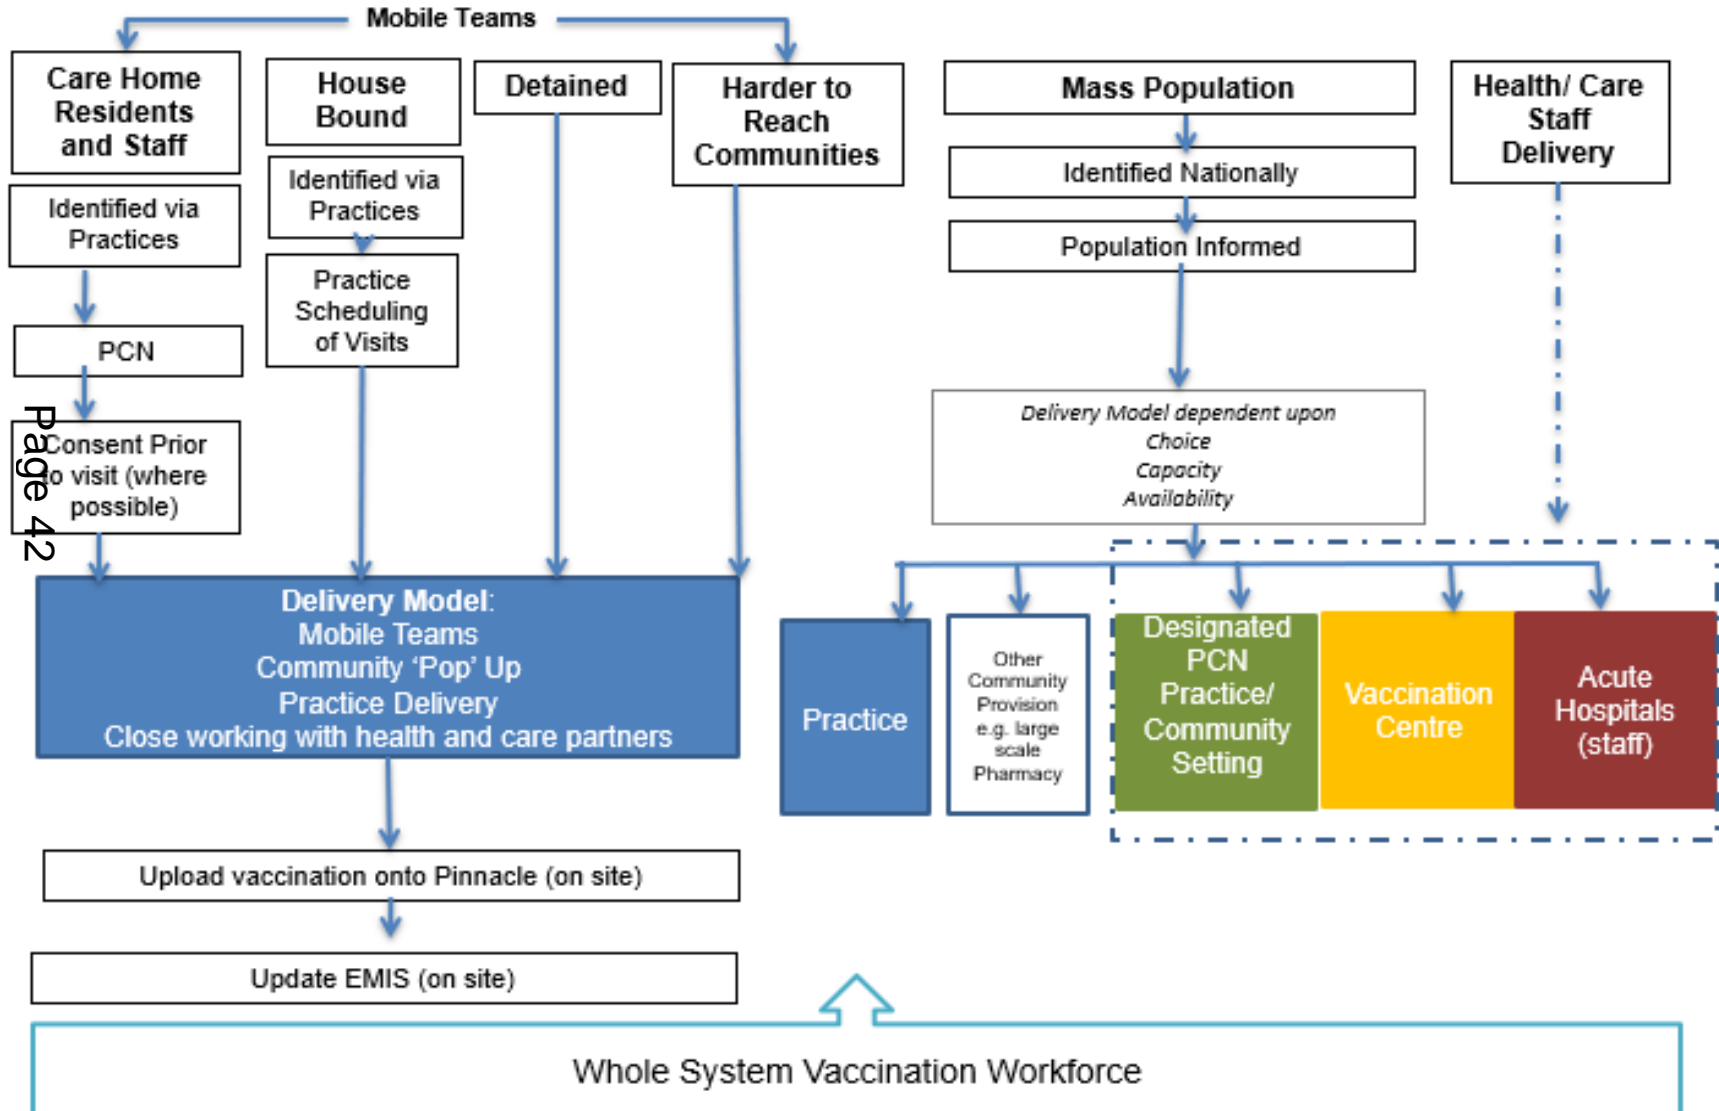 Mobile Teams
Care Home
Residents
and Staff
Identified via
Practices
PCN
Consent Prior
to visit (where
possible)
House
Bound
Identified via
Practices
Practice
Scheduling
of Visits
Detained
Harder to
Reach
Communities
Delivery Model:
Mobile Teams
Community ‘Pop’ Up
Practice Delivery
Close working with health and care partners
Upload vaccination onto Pinnacle (on site)
Update EMIS (on site)
Mass Population
Identified Nationally
Population Informed
Delivery Model dependent upon
Choice
Capacity
Availability
Health/ Care
Staff
Delivery
Practice
Other
Community
Provision
e.g. large
scale
Pharmacy
Designated
PCN
Practice/
Community
Setting
Vaccination
Centre
Acute
Hospitals
(staff)
Whole System Vaccination Workforce
Page 42